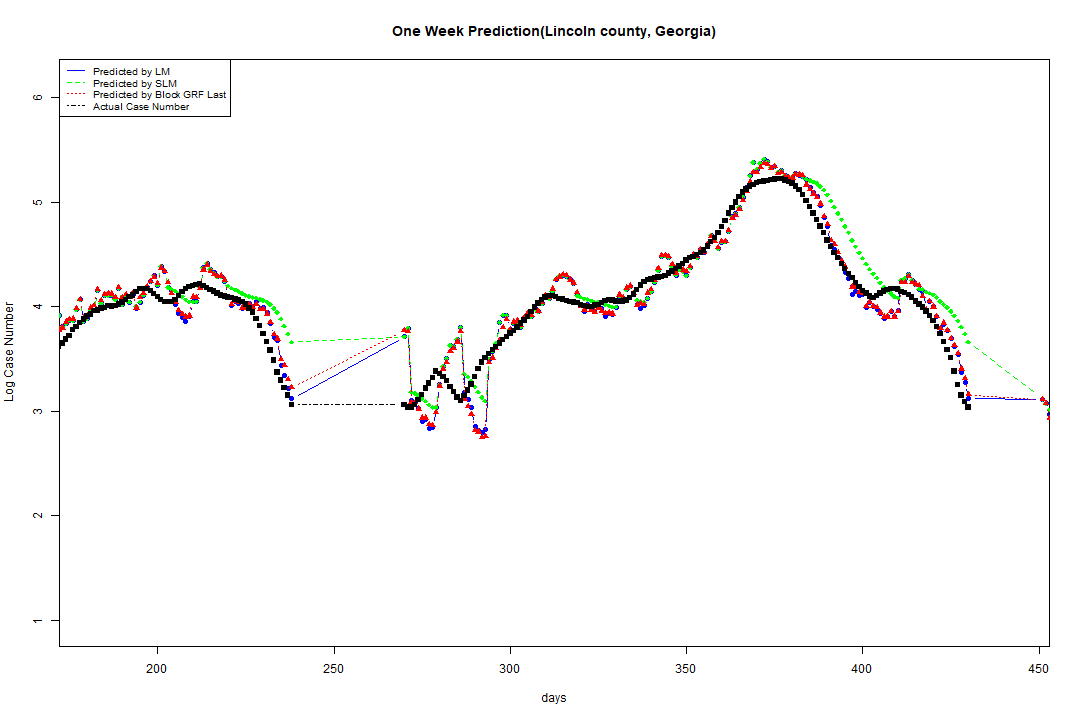 One Week Prediction(Lincoln county, Georgia)
Predicted by LM
Predicted by SLM
Predicted by Block GRF Last
Actual Case Number
6
5
4
3
2
1
Log Case Number
200
250
300
350
400
450
days